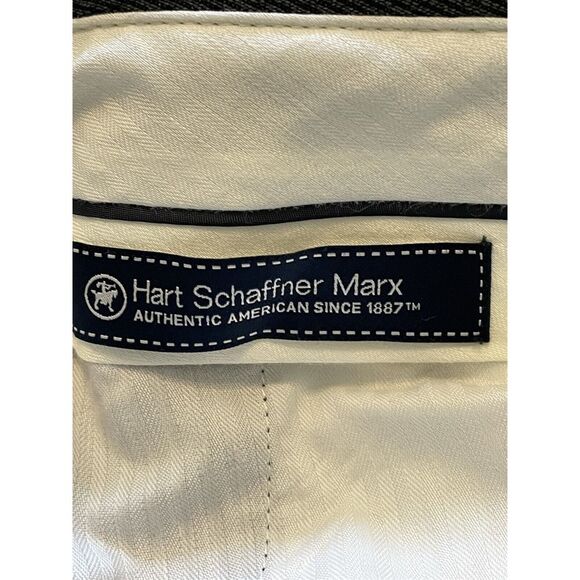 Hart Schaffner Marx
AUTHENTIC AMERICAN SINCE 1887™